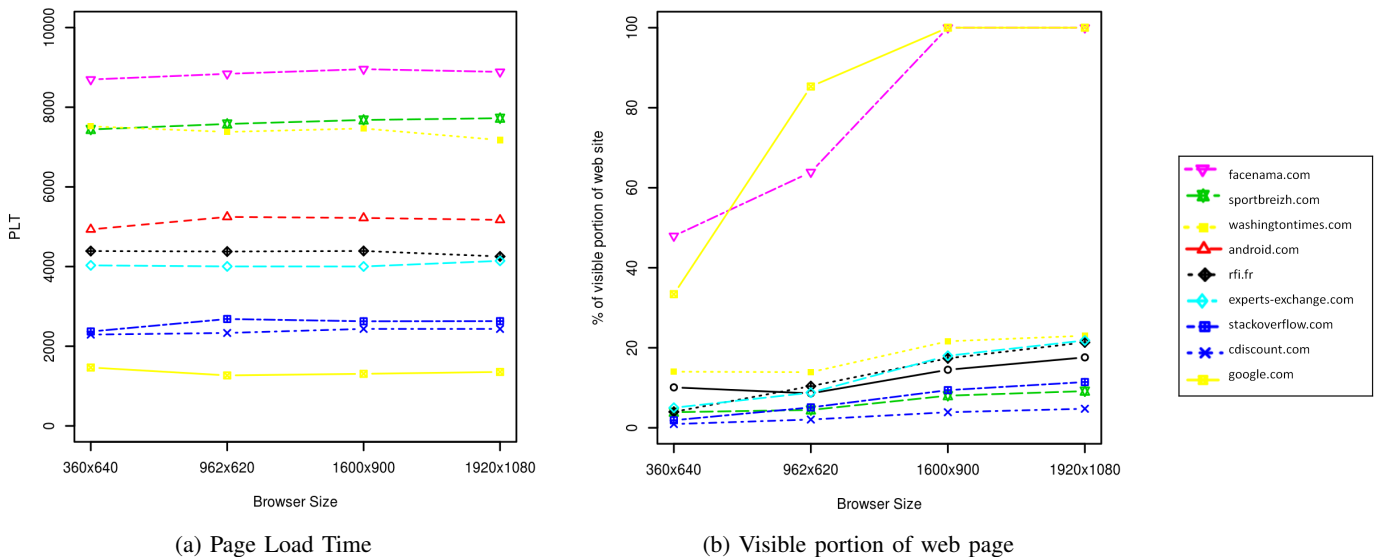 10000
8000
6000
4000
2000
0
PLT
360x640
962x620
1600x900
1920x1080
Browser Size
(a) Page Load Time
100
80
60
40
20
0
% of visible portion of web site
360x640
962x620
1600x900
1920x1080
Browser Size
(b) Visible portion of web page
facenama.com
sportbreizh.com
washingtontimes.com
android.com
rfi.fr
experts-exchange.com
stackoverflow.com
cdiscount.com
google.com